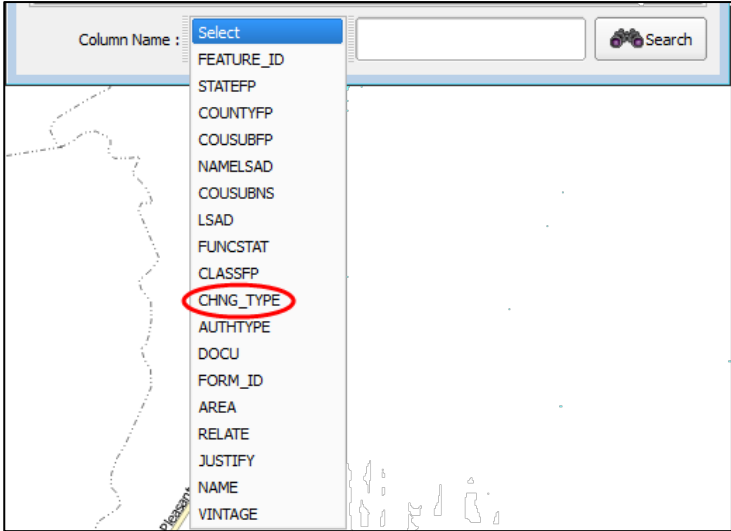 Column Name : Select Search
FEATURE_ID
STATEFP
COUNTYFP
COUSUBFP
NAMELSAD
COUSUBNS
LSAD
FUNCSTAT
CLASSFP
CHNG_TYPE
AUTHTYPE
DOCU
FORM_ID
AREA
RELATE
JUSTIFY
NAME
VINTAGE
Pleasant